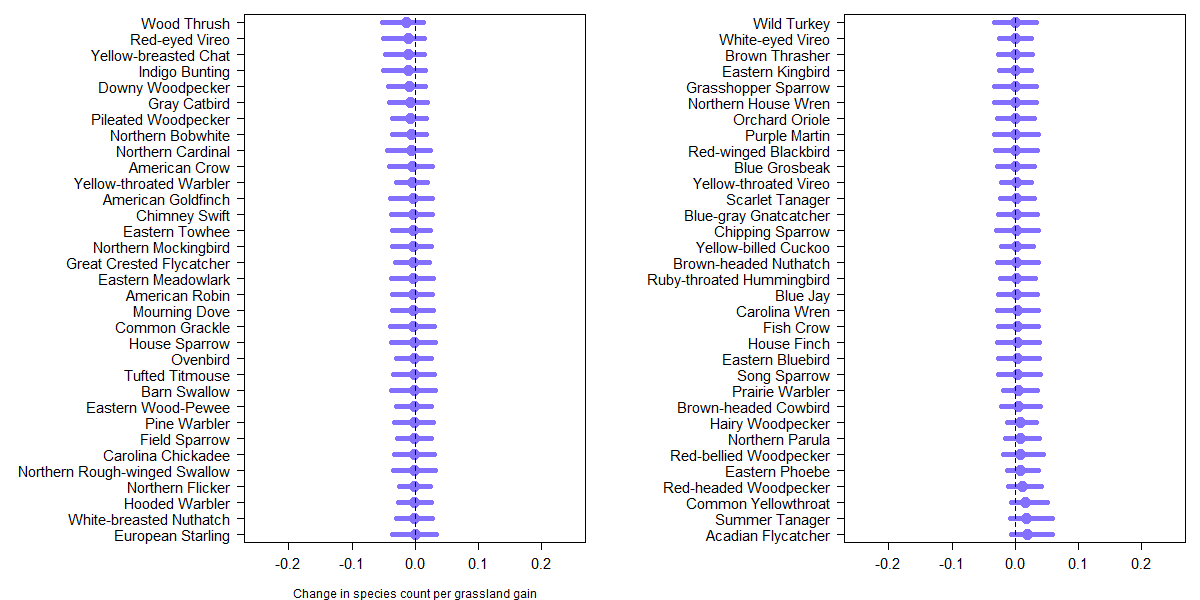 Wood Thrush
Red-eyed Vireo
Yellow-breasted Chat
Indigo Bunting
Downy Woodpecker
Gray Catbird
Pileated Woodpecker
Northern Bobwhite
Northern Cardinal
American Crow
Yellow-throated Warbler
American Goldfinch
Chimney Swift
Eastern Towhee
Northern Mockingbird
Great Crested Flycatcher
Eastern Meadowlark
American Robin
Mourning Dove
Common Grackle
House Sparrow
Ovenbird
Tufted Titmouse
Barn Swallow
Eastern Wood-Pewee
Pine Warbler
Field Sparrow
Carolina Chickadee
Northern Rough-winged Swallow
Northern Flicker
Hooded Warbler
White-breasted Nuthatch
European Starling
-0.2 -0.1 0.0 0.1 0.2
Change in species count per grassland gain
Wild Turkey
White-eyed Vireo
Brown Thrasher
Eastern Kingbird
Grasshopper Sparrow
Northern House Wren
Orchard Oriole
Purple Martin
Red-winged Blackbird
Blue Grosbeak
Yellow-throated Vireo
Scarlet Tanager
Blue-gray Gnatcatcher
Chipping Sparrow
Yellow-billed Cuckoo
Brown-headed Nuthatch
Ruby-throated Hummingbird
Blue Jay
Carolina Wren
Fish Crow
House Finch
Eastern Bluebird
Song Sparrow
Prairie Warbler
Brown-headed Cowbird
Hairy Woodpecker
Northern Parula
Red-bellied Woodpecker
Eastern Phoebe
Red-headed Woodpecker
Common Yellowthroat
Summer Tanager
Acadian Flycatcher
-0.2 -0.1 0.0 0.1 0.2